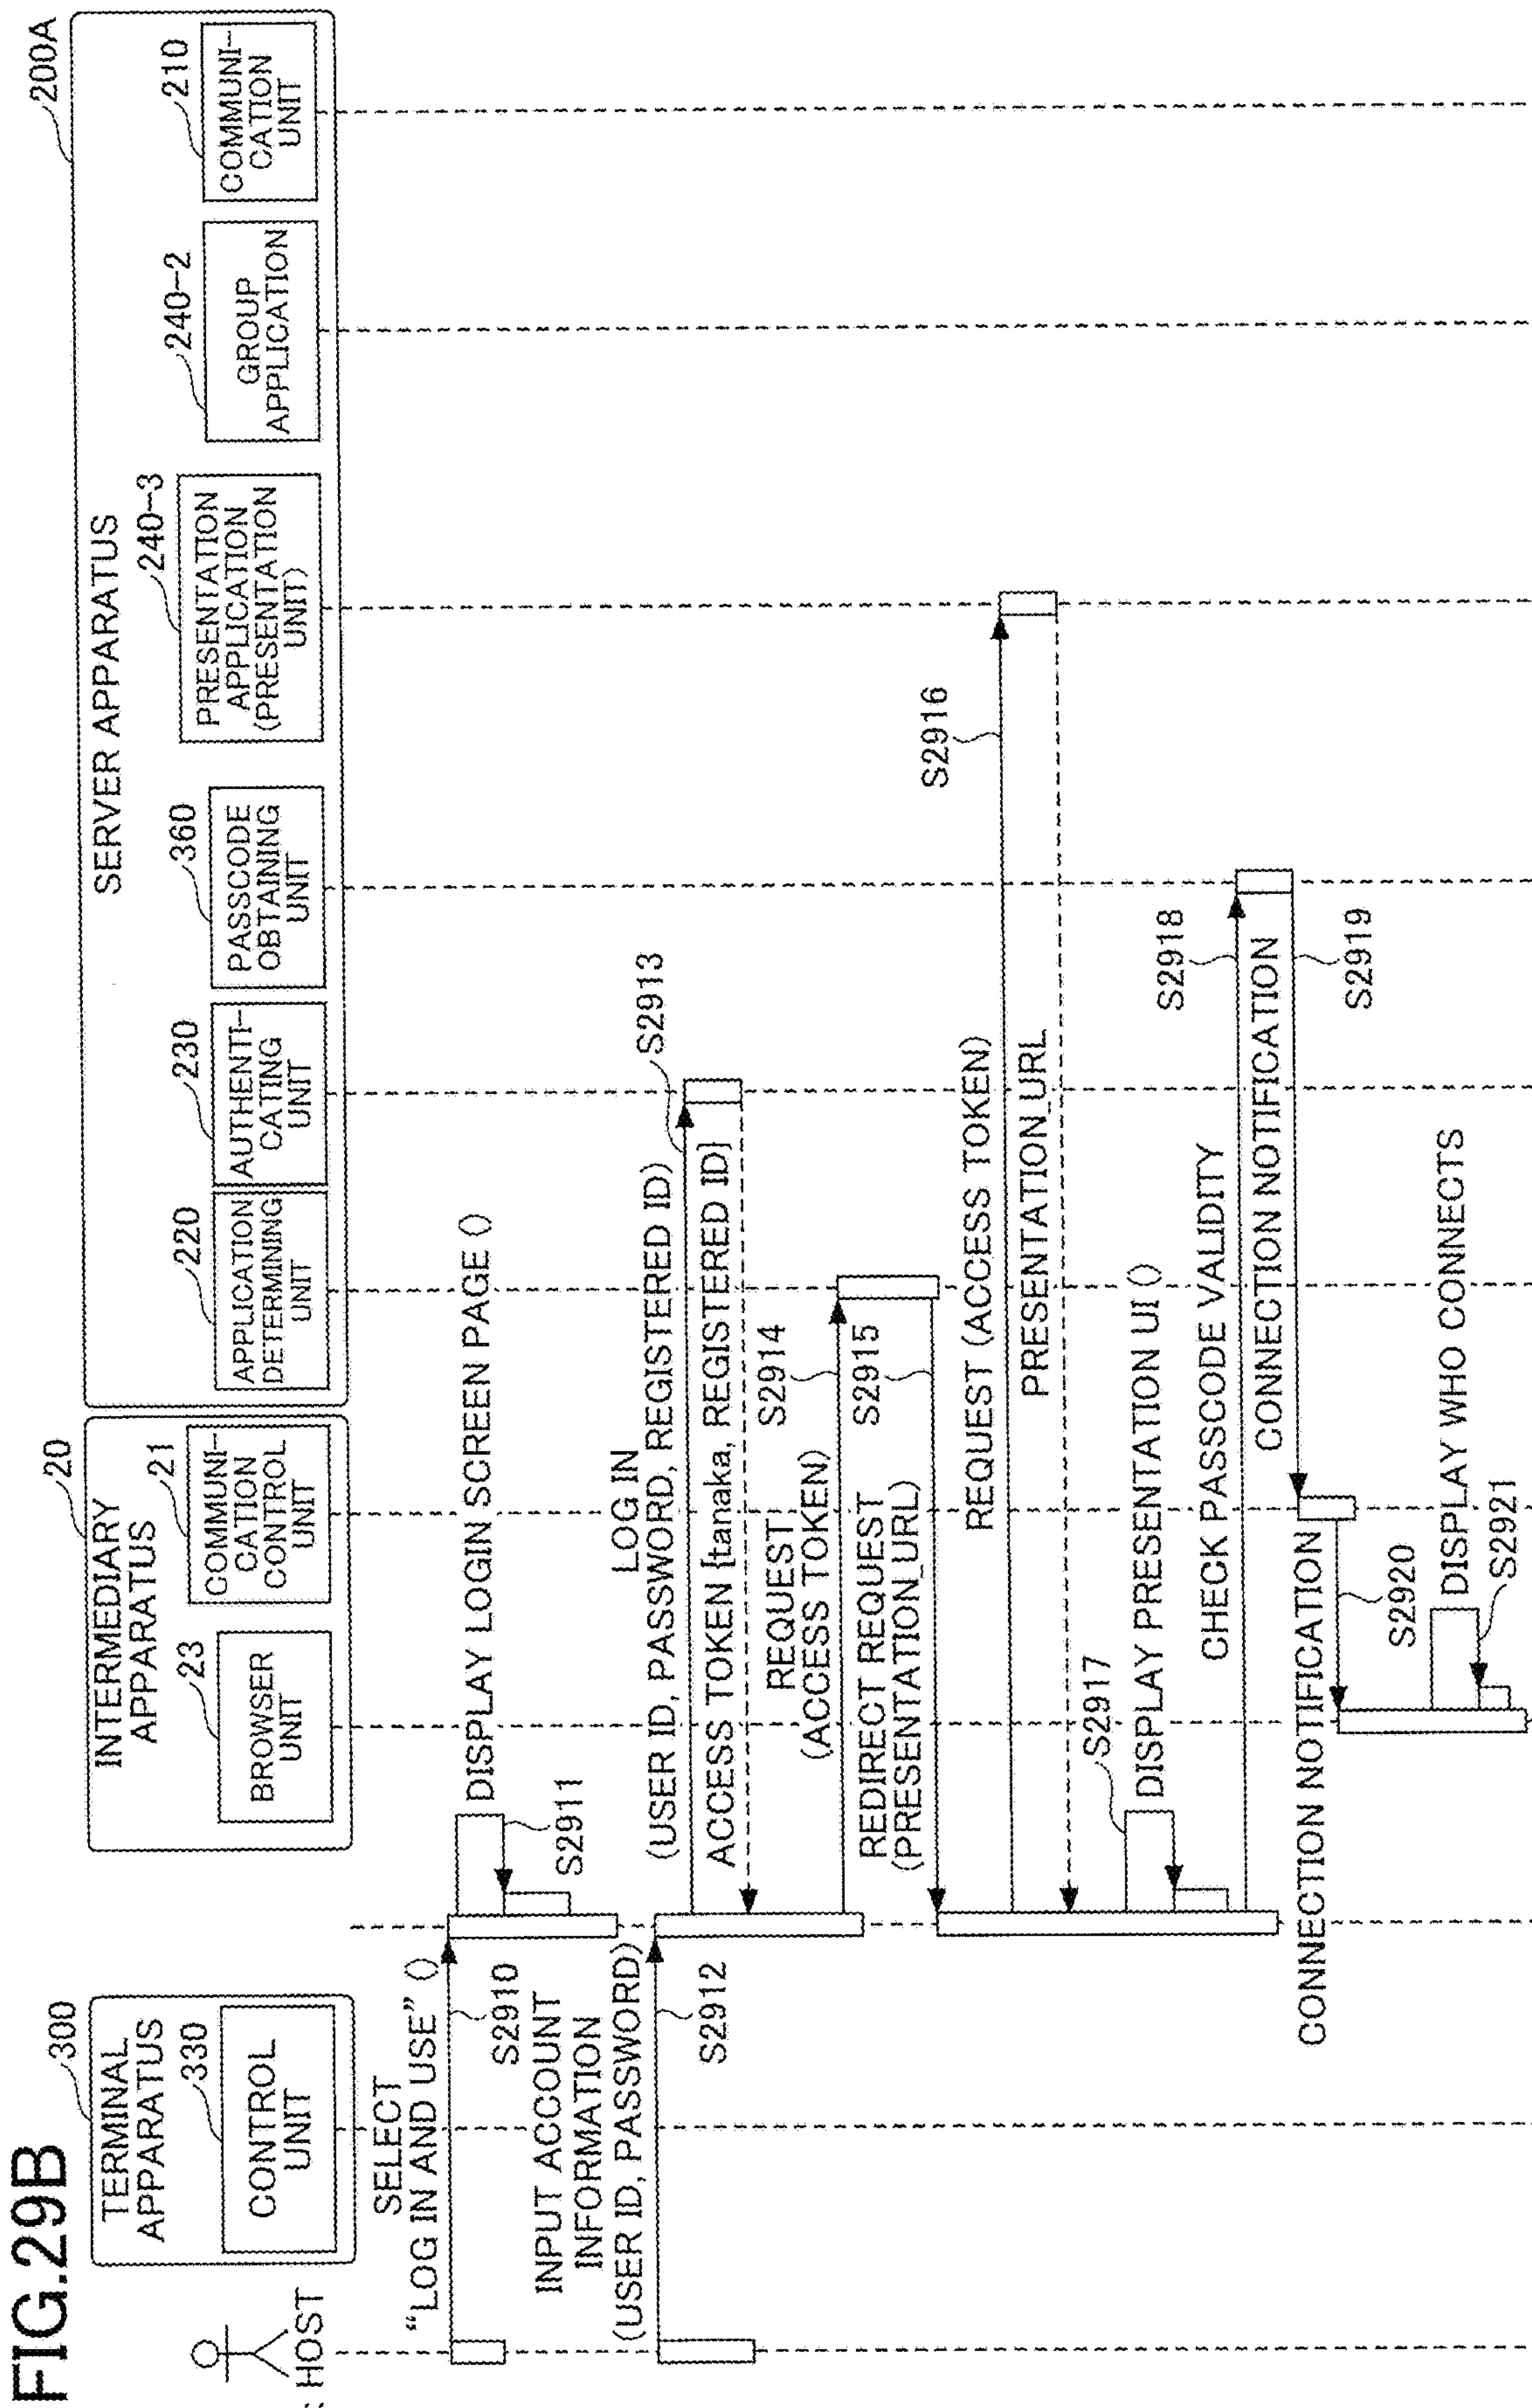 FIG.29B
HOST
300
TERMINAL
APPARATUS
330
CONTROL
UNIT
20
INTERMEDIARY
APPARATUS
23
BROWSER
UNIT
21
COMMUNI-
CATION
CONTROL
UNIT
200A
SERVER APPARATUS
220
APPLICATION
DETERMINING
UNIT
230
AUTHENTI-
CATING
UNIT
360
PASSCODE
OBTAINING
UNIT
240-3
PRESENTATION
APPLICATION
(PRESENTATION
UNIT)
240-2
GROUP
APPLICATION
210
COMMUNI-
CATION
UNIT
SELECT
“LOG IN AND USE” ()
S2910
DISPLAY LOGIN SCREEN PAGE ()
S2911
INPUT ACCOUNT
INFORMATION
(USER ID, PASSWORD)
S2912
LOG IN
(USER ID, PASSWORD, REGISTERED ID)
S2913
ACCESS TOKEN [tanaka, REGISTERED ID]
REQUEST
(ACCESS TOKEN)
S2914
REDIRECT REQUEST
(PRESENTATION_URL)
S2915
REQUEST (ACCESS TOKEN)
S2916
PRESENTATION_URL
S2917
DISPLAY PRESENTATION UI ()
CHECK PASSCODE VALIDITY
S2918
CONNECTION NOTIFICATION
S2919
CONNECTION NOTIFICATION
S2920
DISPLAY WHO CONNECTS
S2921